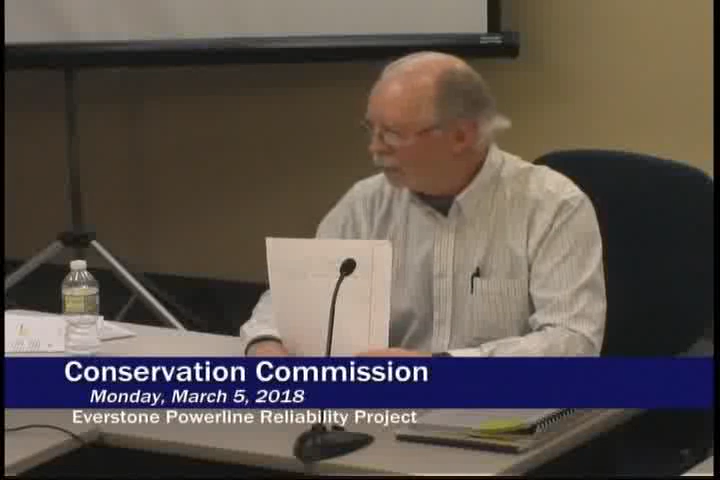 Conservation Commission
Monday, March 5, 2018
Everstone Powerline Reliability Project